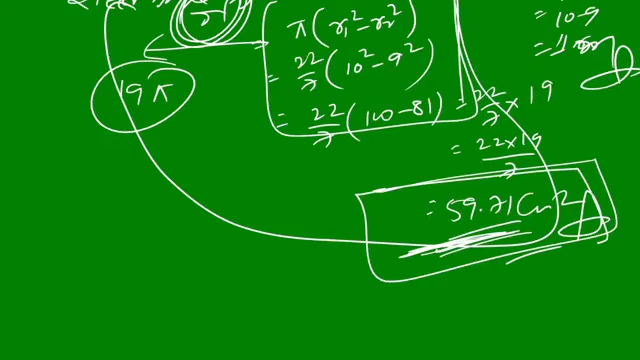 π(r₁²-r₂²)
= 22/7 (10²-9²)
= 22/7 (100-81) = 22/7 × 19
= 22×19/7
= 59.71 Cm²
19π
= 10-9